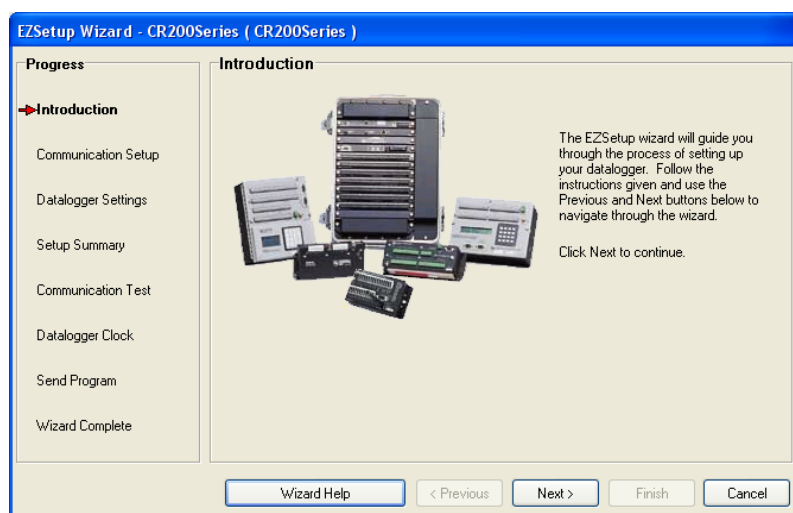 EZSetup Wizard - CR200Series ( CR200Series )
Progress
Introduction
Communication Setup
Datalogger Settings
Setup Summary
Communication Test
Datalogger Clock
Send Program
Wizard Complete
Introduction
The EZSetup wizard will guide you
through the process of setting up
your datalogger. Follow the
instructions given and use the
Previous and Next buttons below to
navigate through the wizard.
Click Next to continue.
Wizard Help
< Previous
Next >
Finish
Cancel